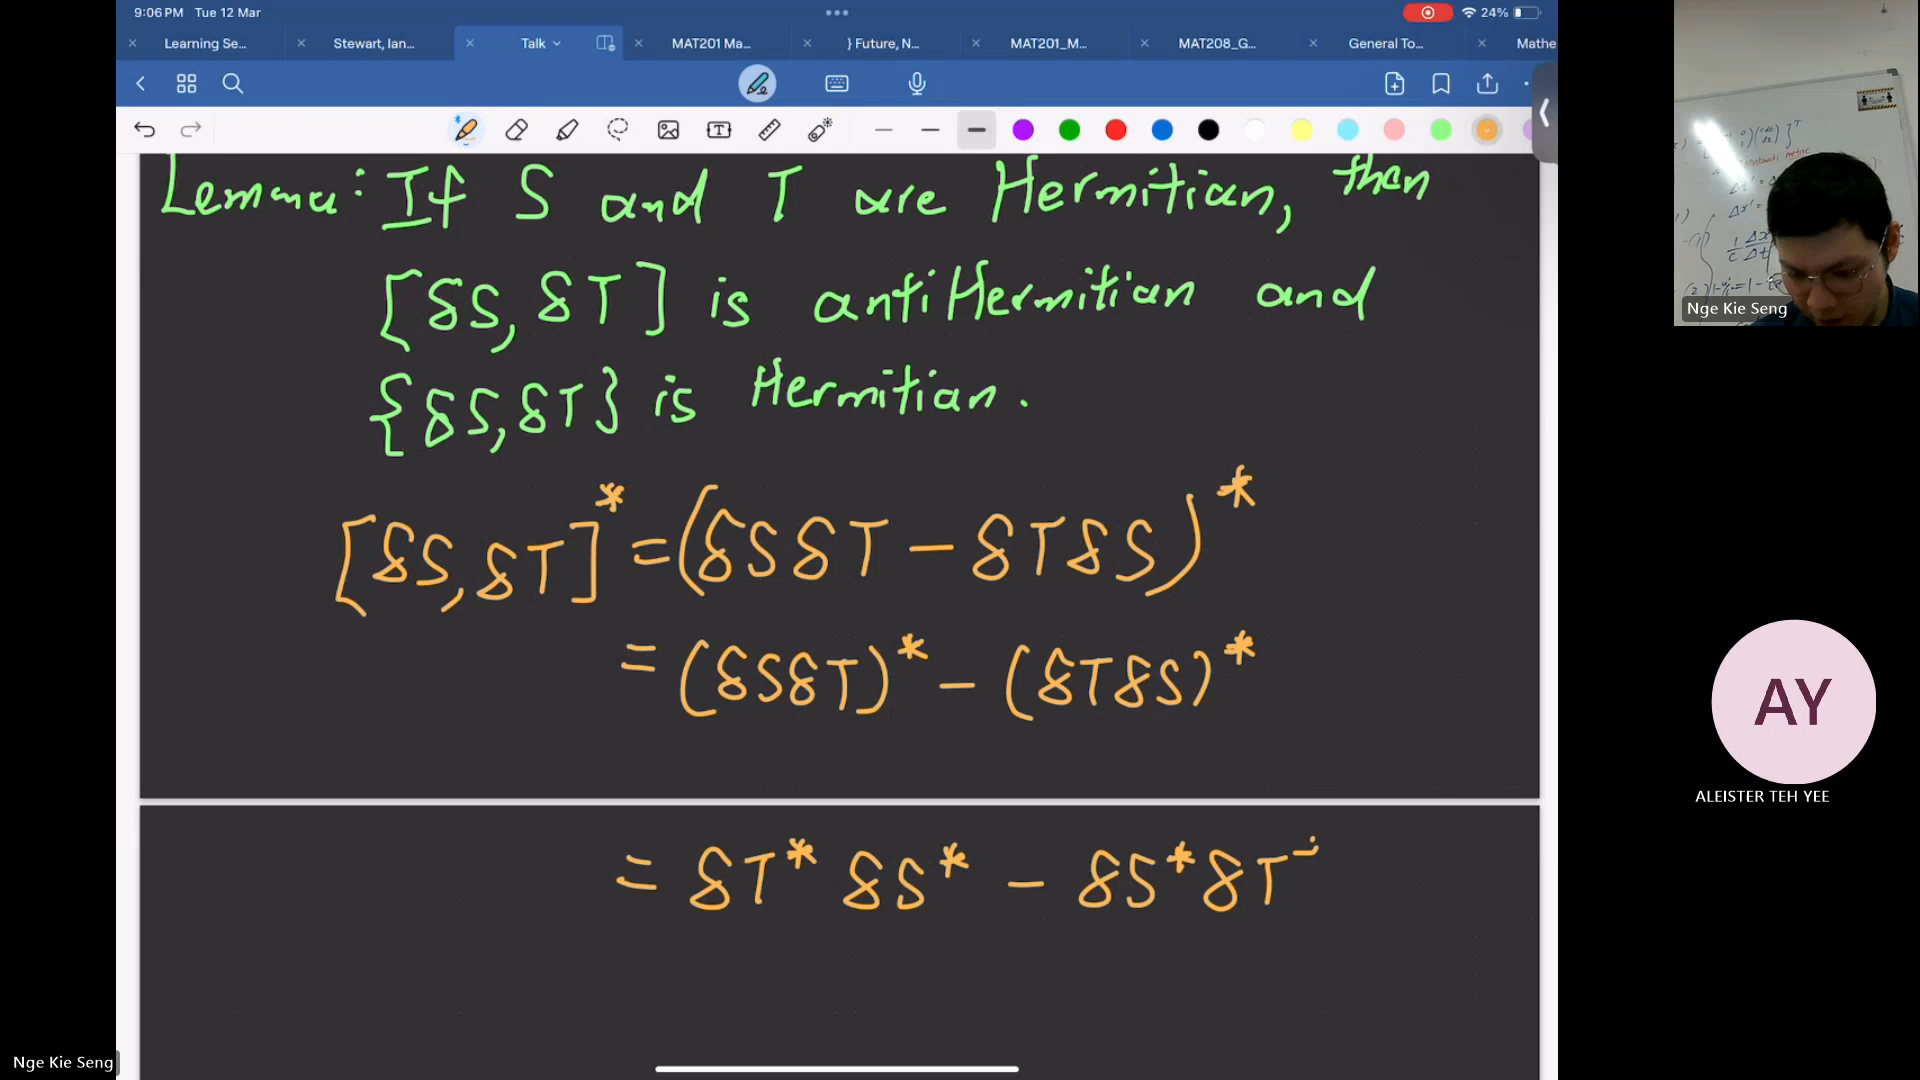 9:06 PM Tue 12 Mar
24%
Learning Se...
Stewart, Ian...
Talk
MAT201 Ma...
} Future, N...
MAT201_M...
MAT208_G...
General To...
Mathe
Lemma: If S and T are Hermitian, then
[δS, δT] is antiHermitian and
{δS, δT} is Hermitian.
[δS, δT]* = (δSδT - δTδS)*
= (δSδT)* - (δTδS)*
= δT* δS* - δS* δT
Nge Kie Seng
AY
ALEISTER TEH YEE
Nge Kie Seng